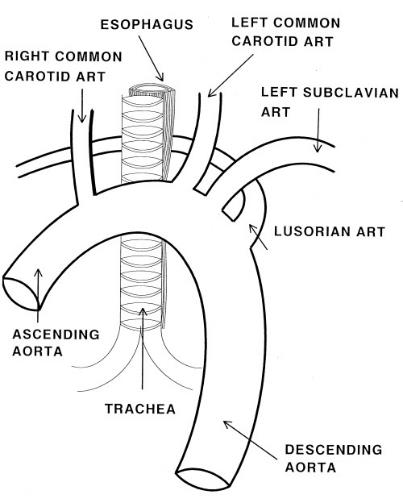 ESOPHAGUS
LEFT COMMON
CAROTID ART
RIGHT COMMON
CAROTID ART
LEFT SUBCLAVIAN
ART
LUSORIAN ART
ASCENDING
AORTA
TRACHEA
DESCENDING
AORTA